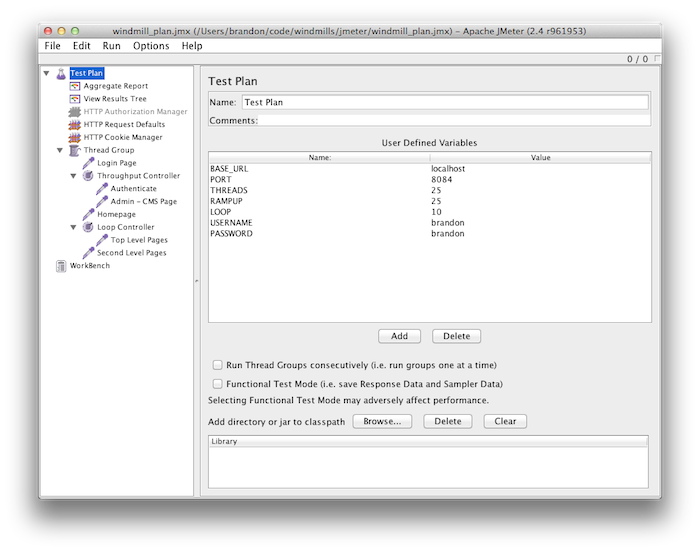 windmill_plan.jmx (/Users/brandon/code/windmills/jmeter/windmill_plan.jmx) – Apache JMeter (2.4 r961953)
File Edit Run Options Help
0 / 0
Test Plan
Aggregate Report
View Results Tree
HTTP Authorization Manager
HTTP Request Defaults
HTTP Cookie Manager
Thread Group
Login Page
Throughput Controller
Authenticate
Admin – CMS Page
Homepage
Loop Controller
Top Level Pages
Second Level Pages
WorkBench
Test Plan
Name: Test Plan
Comments:
User Defined Variables
Name: Value
BASE_URL localhost
PORT 8084
THREADS 25
RAMPUP 25
LOOP 10
USERNAME brandon
PASSWORD brandon
Add Delete
Run Thread Groups consecutively (i.e. run groups one at a time)
Functional Test Mode (i.e. save Response Data and Sampler Data)
Selecting Functional Test Mode may adversely affect performance.
Add directory or jar to classpath Browse... Delete Clear
Library